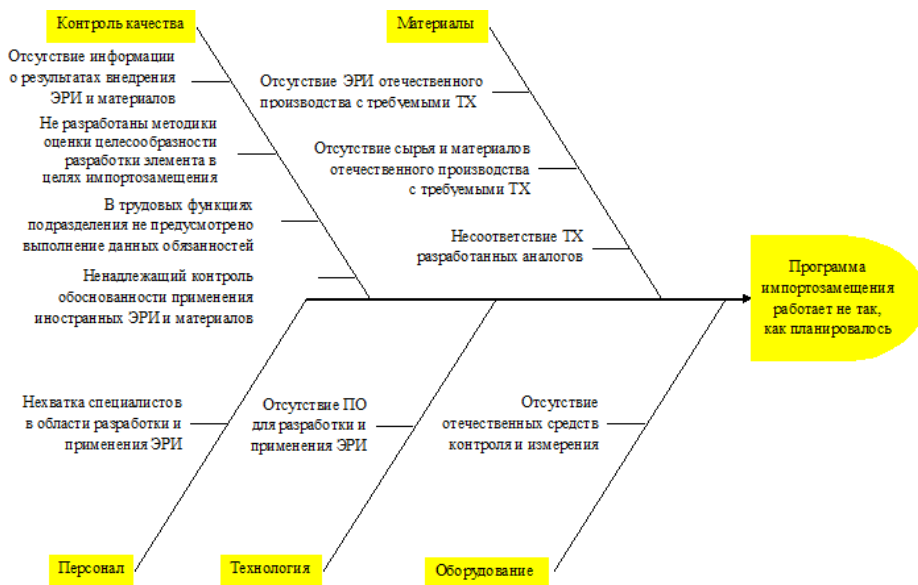 Контроль качества
Отсутствие информации
о результатах внедрения
ЭРИ и материалов
Не разработаны методики
оценки целесообразности
разработки элемента в
целях импортозамещения
В трудовых функциях
подразделения не предусмотрено
выполнение данных обязанностей
Ненадлежащий контроль
обоснованности применения
иностранных ЭРИ и материалов
Материалы
Отсутствие ЭРИ отечественного
производства с требуемыми ТХ
Отсутствие сырья и материалов
отечественного производства
с требуемыми ТХ
Несоответствие ТХ
разработанных аналогов
Программа
импортозамещения
работает не так,
как планировалось
Нехватка специалистов
в области разработки и
применения ЭРИ
Персонал
Отсутствие ПО
для разработки и
применения ЭРИ
Технология
Отсутствие
отечественных средств
контроля и измерения
Оборудование